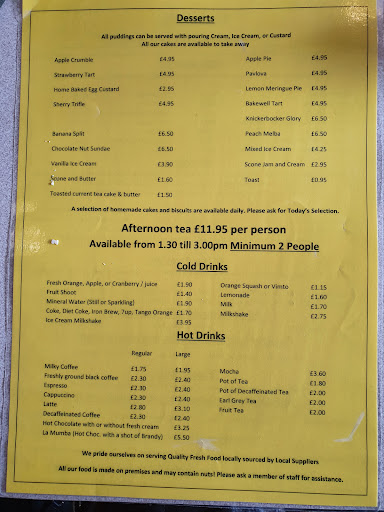 Desserts
All puddings can be served with pouring Cream, Ice Cream, or Custard
All our cakes are available to take away
Apple Crumble £4.95 Apple Pie £4.95
Strawberry Tart £4.95 Pavlova £4.95
Home Baked Egg Custard £2.95 Lemon Meringue Pie £4.95
Sherry Trifle £4.95 Bakewell Tart £4.95
Knickerbocker Glory £6.50
Banana Split £6.50 Peach Melba £6.50
Chocolate Nut Sundae £6.50 Mixed Ice Cream £4.25
Vanilla Ice Cream £3.90 Scone Jam and Cream £2.95
Scone and Butter £1.60 Toast £0.95
Toasted current tea cake & butter £1.50
A selection of homemade cakes and biscuits are available daily. Please ask for Today's Selection.
Afternoon tea £11.95 per person
Available from 1.30 till 3.00pm Minimum 2 People
Cold Drinks
Fresh Orange, Apple, or Cranberry / juice £1.90 Orange Squash or Vimto £1.15
Fruit Shoot £1.40 Lemonade £1.60
Mineral Water (Still or Sparkling) £1.90 Milk £1.70
Coke, Diet Coke, Iron Brew, 7up, Tango Orange £1.70 Milkshake £2.75
Ice Cream Milkshake £3.95
Hot Drinks
Regular Large
Milky Coffee £1.75 £1.95 Mocha £3.60
Freshly ground black coffee £2.30 £2.40 Pot of Tea £1.80
Espresso £2.30 £2.40 Pot of Decaffeinated Tea £2.00
Cappuccino £2.30 £2.40 Earl Grey Tea £2.00
Latte £2.80 £3.10 Fruit Tea £2.00
Decaffeinated Coffee £2.30 £2.40
Hot Chocolate with or without fresh cream £3.25
La Mumba (Hot Choc. with a shot of Brandy) £5.50
We pride ourselves on serving Quality Fresh Food locally sourced by Local Suppliers
All our food is made on premises and may contain nuts! Please ask a member of staff for assistance.